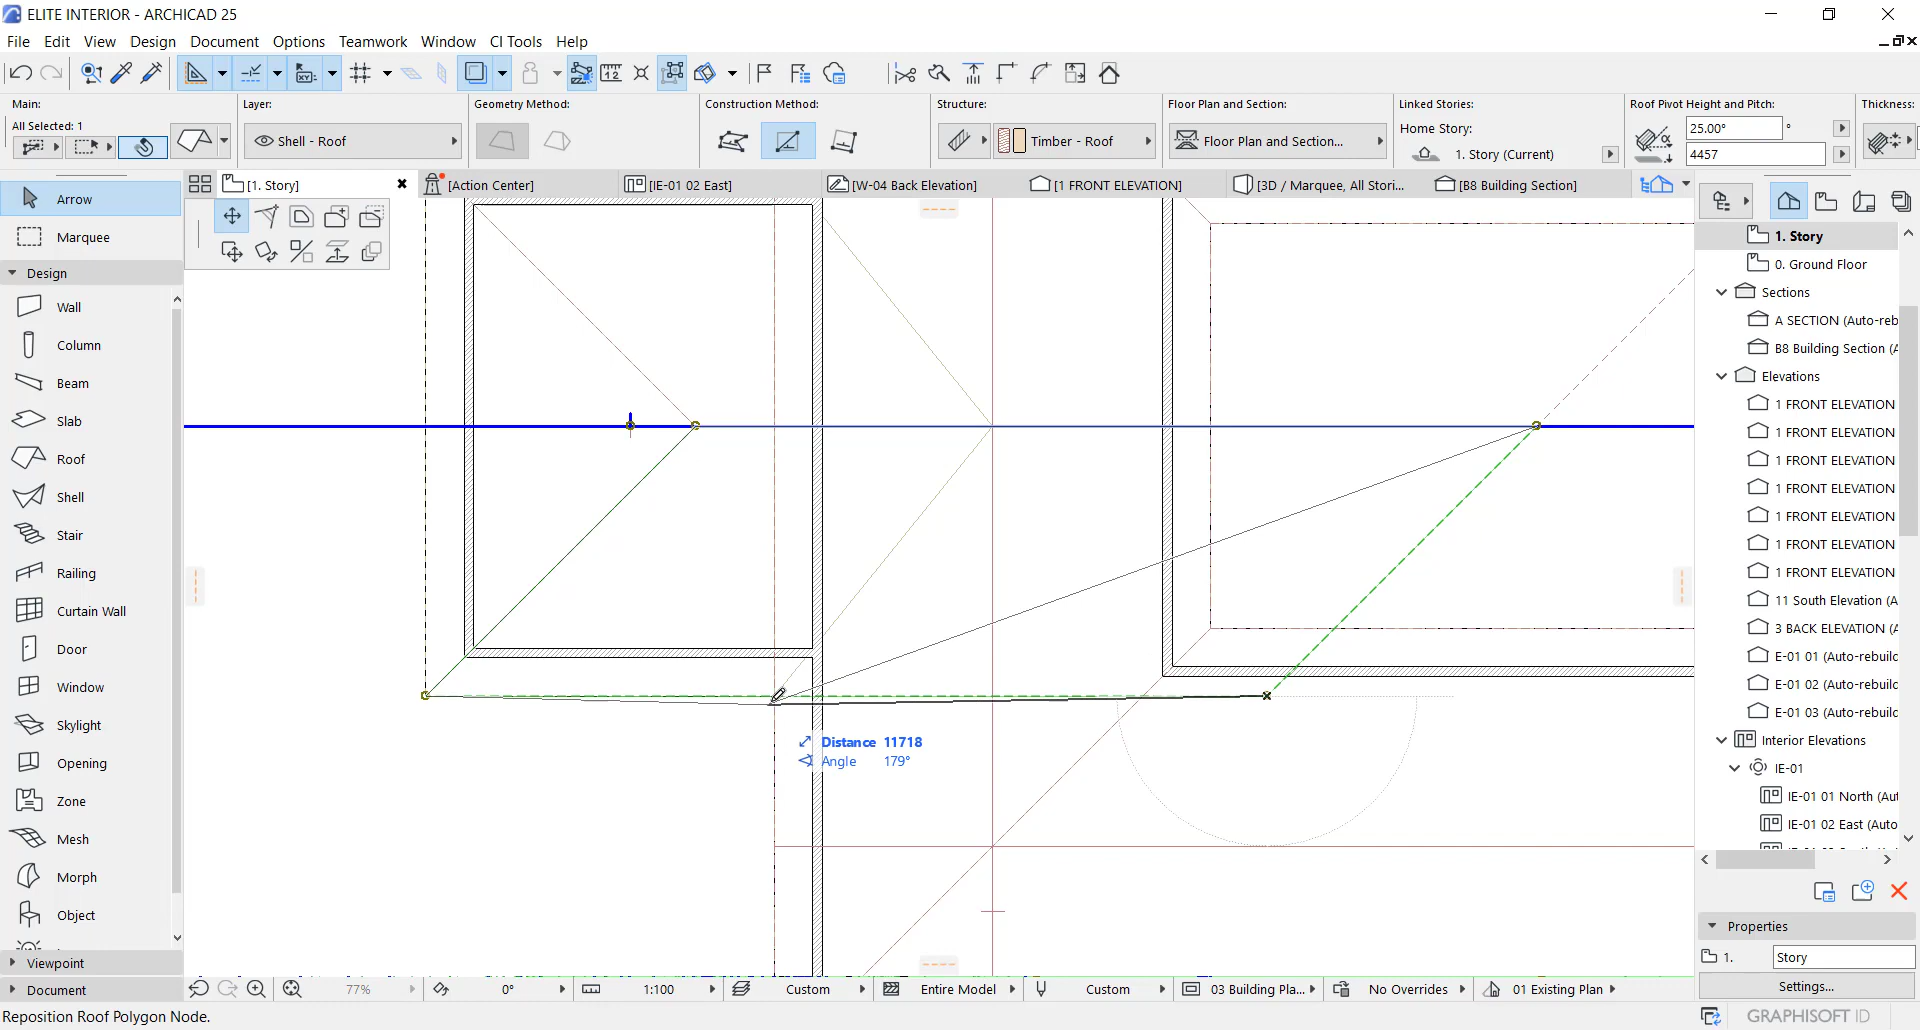 ELITE INTERIOR - ARCHICAD 25
File Edit View Design Document Options Teamwork Window CI Tools Help
Main: Layer: Geometry Method: Construction Method: Structure: Floor Plan and Section: Linked Stories: Roof Pivot Height and Pitch: Thickness:
All Selected: 1
Shell - Roof
Timber - Roof
Floor Plan and Section...
Home Story:
1. Story (Current)
25.00°
°
4457
[1. Story]
[Action Center]
[IE-01 02 East]
[W-04 Back Elevation]
[1 FRONT ELEVATION]
[3D / Marquee, All Stori...
[B8 Building Section]
Arrow
Marquee
Design
Wall
Column
Beam
Slab
Roof
Shell
Stair
Railing
Curtain Wall
Door
Window
Skylight
Opening
Zone
Mesh
Morph
Object
Viewpoint
Document
Distance 11718
Angle 179°
1. Story
0. Ground Floor
Sections
A SECTION (Auto-reb
B8 Building Section (A
Elevations
1 FRONT ELEVATION
1 FRONT ELEVATION
1 FRONT ELEVATION
1 FRONT ELEVATION
1 FRONT ELEVATION
1 FRONT ELEVATION
1 FRONT ELEVATION
11 South Elevation (A
3 BACK ELEVATION (A
E-01 01 (Auto-rebuilc
E-01 02 (Auto-rebuilc
E-01 03 (Auto-rebuilc
Interior Elevations
IE-01
IE-01 01 North (Aut
IE-01 02 East (Auto
Properties
1. Story
Settings...
77% 0° 1:100 Custom Entire Model Custom 03 Building Pla... No Overrides 01 Existing Plan
Reposition Roof Polygon Node.
GRAPHISOFT ID